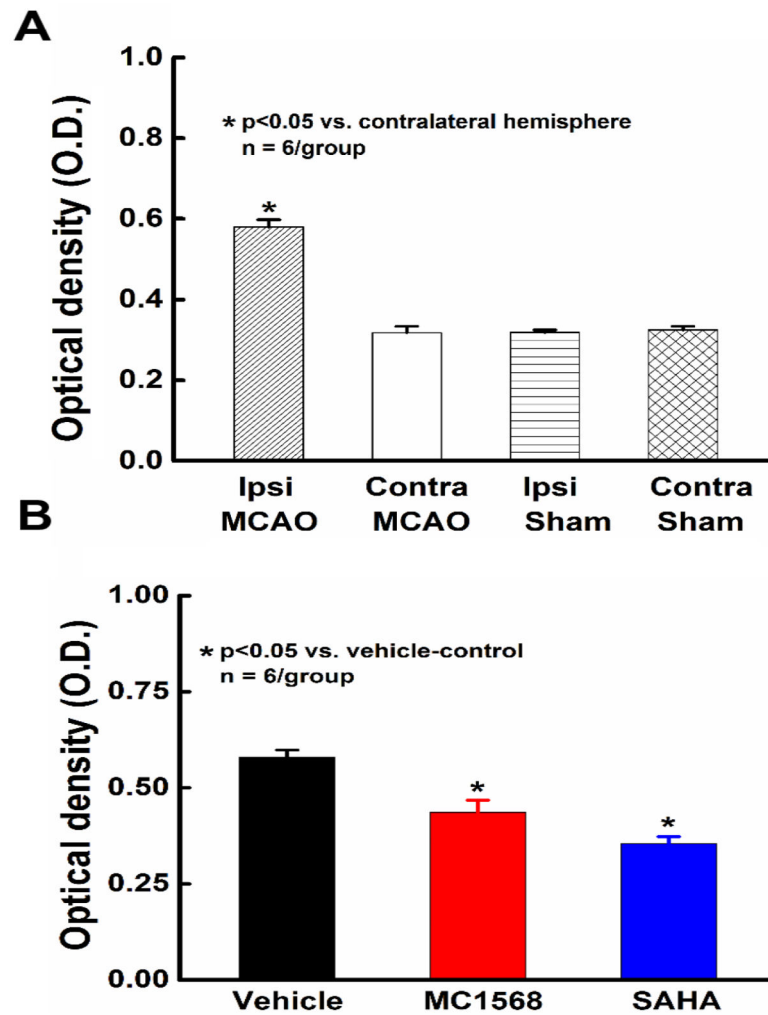 A
Optical density (O.D.)
1.0
0.8
0.6
0.4
0.2
0.0
* p<0.05 vs. contralateral hemisphere
n = 6/group
*
Ipsi Contra Ipsi Contra
MCAO MCAO Sham Sham
B
Optical density (O.D.)
1.00
0.75
0.50
0.25
0.00
* p<0.05 vs. vehicle-control
n = 6/group
*
*
Vehicle MC1568 SAHA